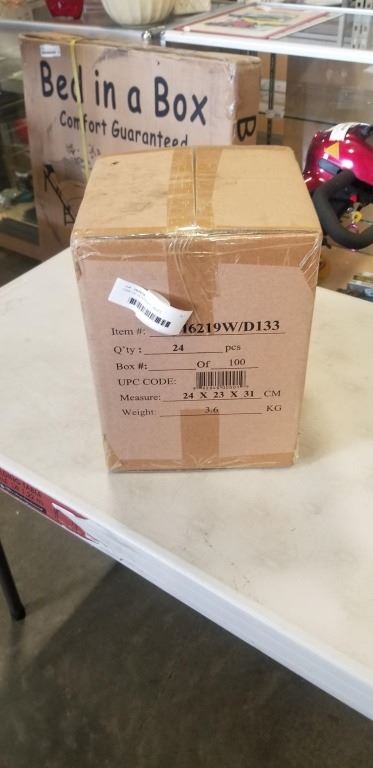 Bed in a Box
Comfort Guaranteed
B
Item #: 16219W/D133
Q'ty : 24 pcs
Box #: Of 100
UPC CODE:
Measure: 24 X 23 X 31 CM
Weight: 3.6 KG